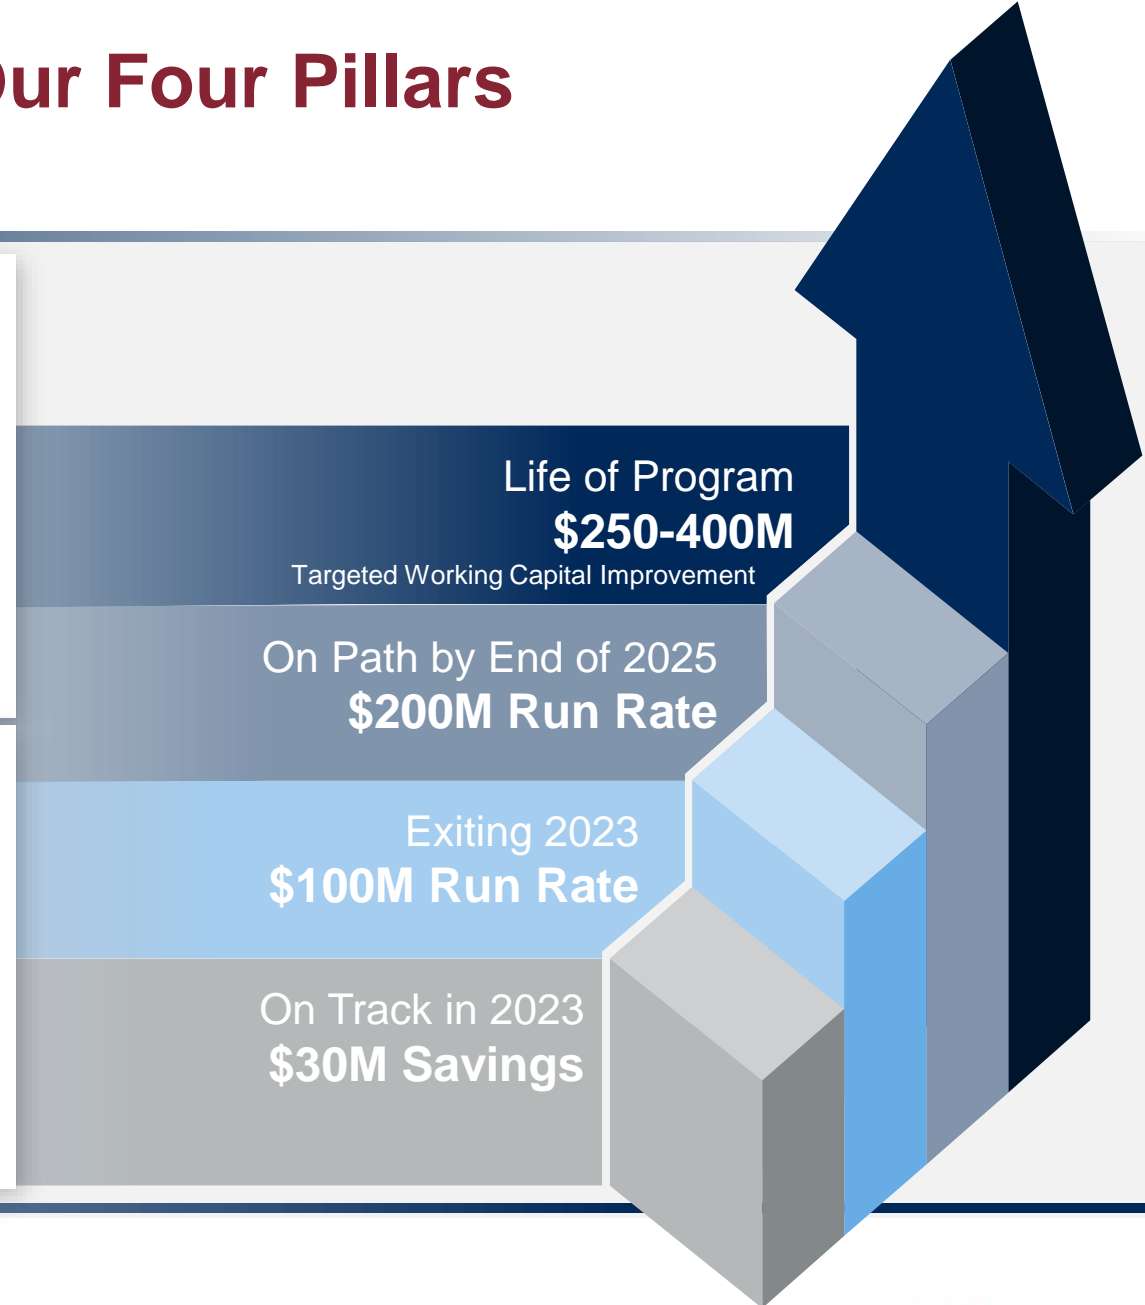 ur Four Pillars
Life of Program
$250-400M
Targeted Working Capital Improvement
On Path by End of 2025
$200M Run Rate
Exiting 2023
$100M Run Rate
On Track in 2023
$30M Savings